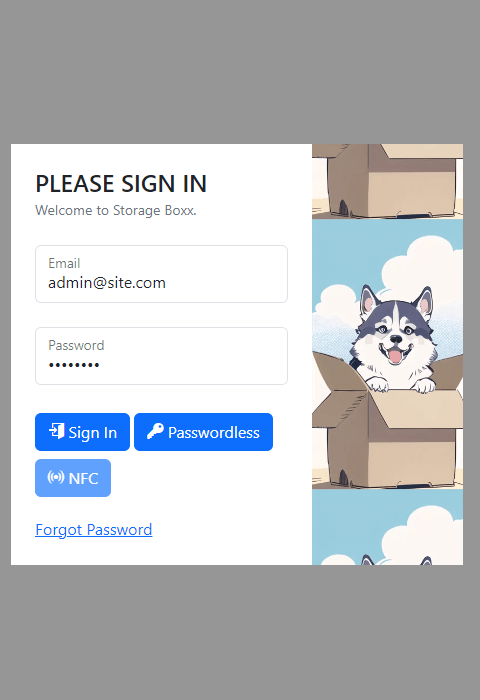 PLEASE SIGN IN
Welcome to Storage Boxx.
Email
admin@site.com
Password
••••••••
Sign In Passwordless
NFC
Forgot Password